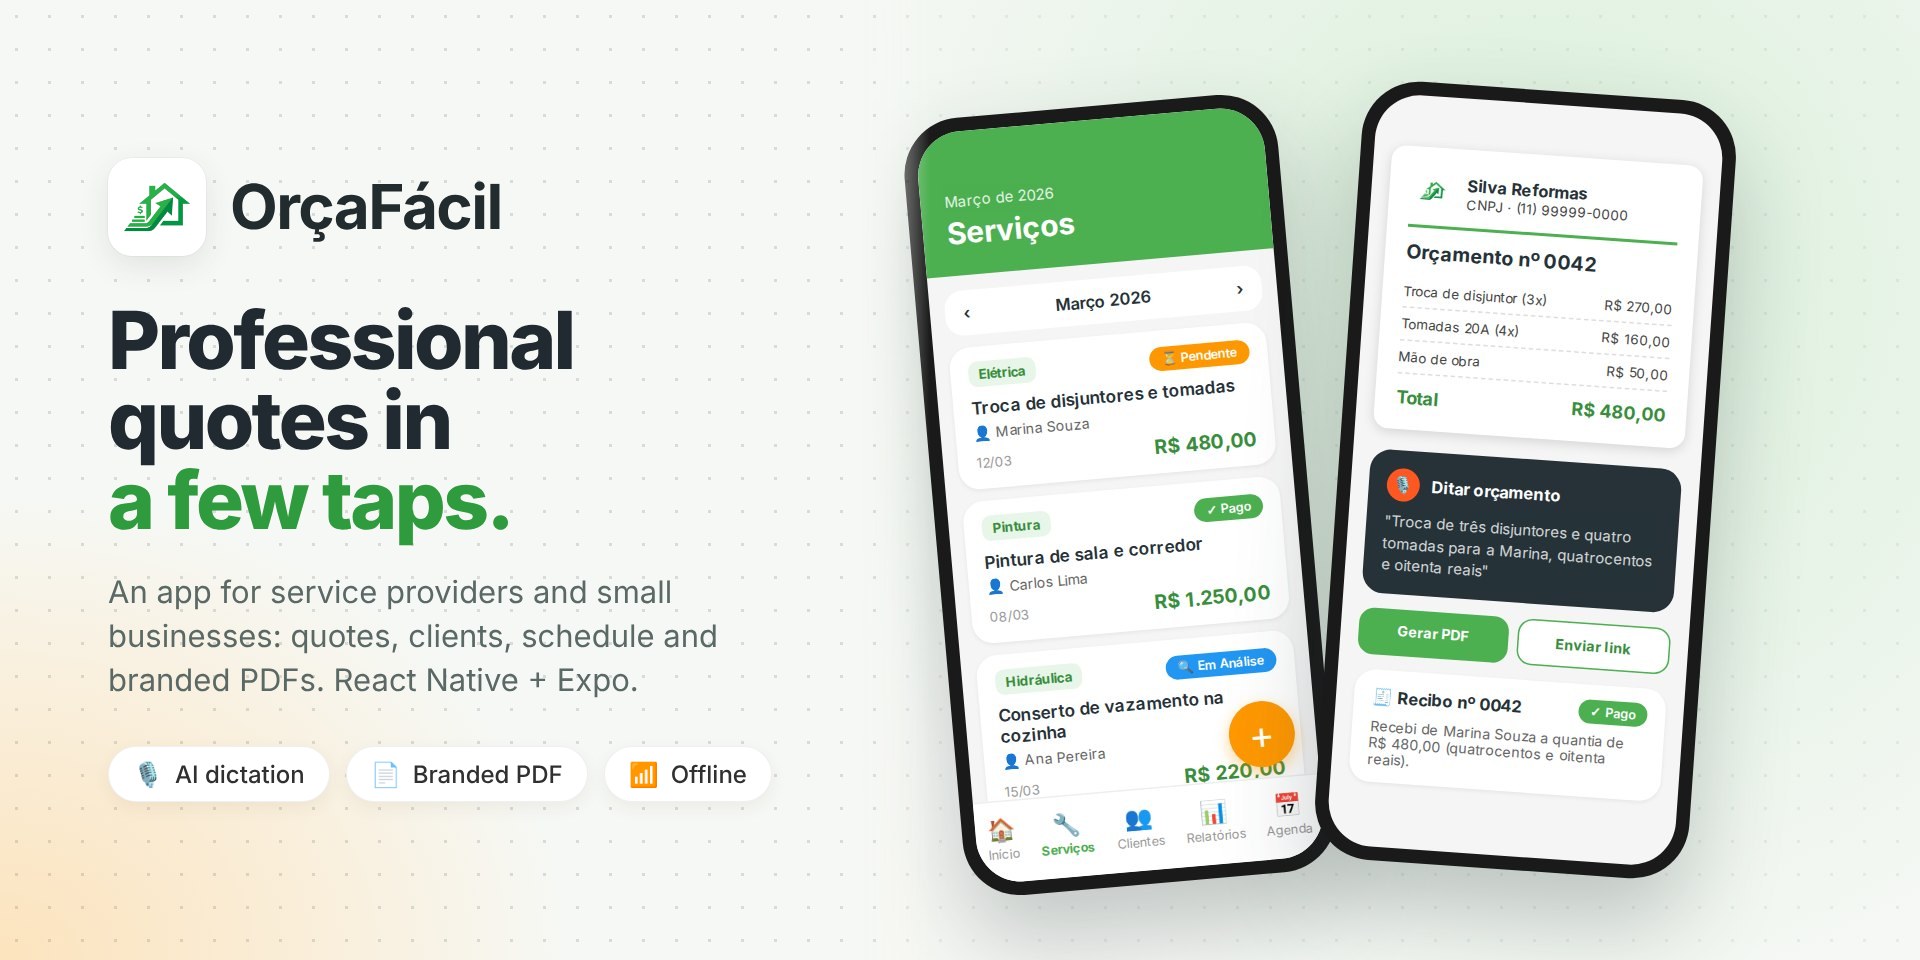 OrçaFácil
Professional
quotes in
a few taps.
An app for service providers and small
businesses: quotes, clients, schedule and
branded PDFs. React Native + Expo.
AI dictation
Branded PDF
Offline
Março de 2026
Serviços
‹ Março 2026 ›
Elétrica
⏳ Pendente
Troca de disjuntores e tomadas
Marina Souza
12/03
R$ 480,00
Pintura
✓ Pago
Pintura de sala e corredor
Carlos Lima
08/03
R$ 1.250,00
Hidráulica
Em Análise
Conserto de vazamento na
cozinha
Ana Pereira
15/03
R$ 220,00
+
Início
Serviços
Clientes
Relatórios
Agenda
Silva Reformas
CNPJ · (11) 99999-0000
Orçamento nº 0042
Troca de disjuntor (3x) R$ 270,00
Tomadas 20A (4x) R$ 160,00
Mão de obra R$ 50,00
Total R$ 480,00
Ditar orçamento
"Troca de três disjuntores e quatro
tomadas para a Marina, quatrocentos
e oitenta reais"
Gerar PDF
Enviar link
Recibo nº 0042
✓ Pago
Recebi de Marina Souza a quantia de
R$ 480,00 (quatrocentos e oitenta
reais).